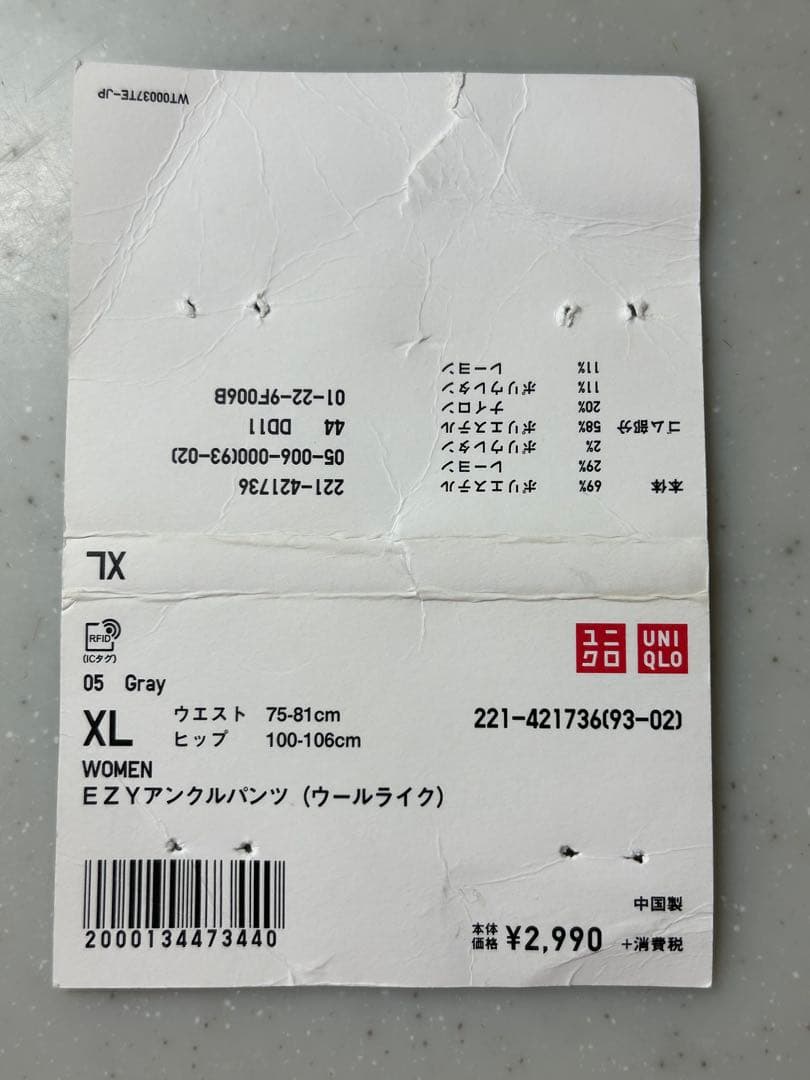 WT00037TE-JP
本体 69% ポリエステル
29% レーヨン
2% ポリウレタン
ゴム部分 58% ポリエステル
20% ナイロン
11% ポリウレタン
11% レーヨン
221-421736
05-006-000(93-02)
44 DD11
01-22-9F006B
XL
RFID
(ICタグ)
ユニクロ
UNIQLO
05 Gray
XL ウエスト 75-81cm
ヒップ 100-106cm
221-421736(93-02)
WOMEN
EZYアンクルパンツ (ウールライク)
2000134473440
中国製
本体価格 ¥2,990 +消費税